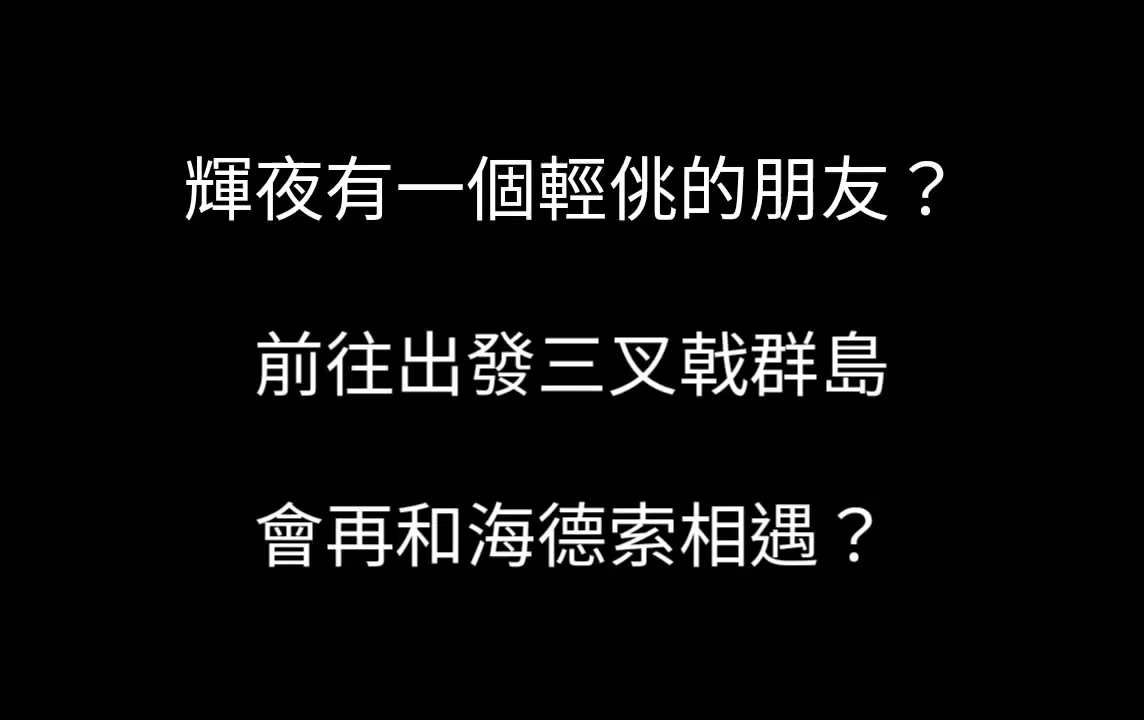 輝夜有一個輕佻的朋友？
前往出發三叉戟群島
會再和海德索相遇？